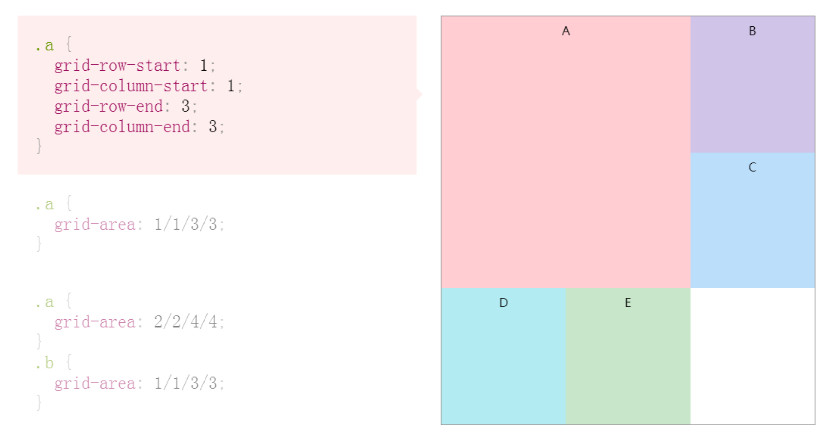 .a {
grid-row-start: 1;
grid-column-start: 1;
grid-row-end: 3;
grid-column-end: 3;
}
.a {
grid-area: 1/1/3/3;
}
.a {
grid-area: 2/2/4/4;
}
.b {
grid-area: 1/1/3/3;
}
A
B
C
D
E